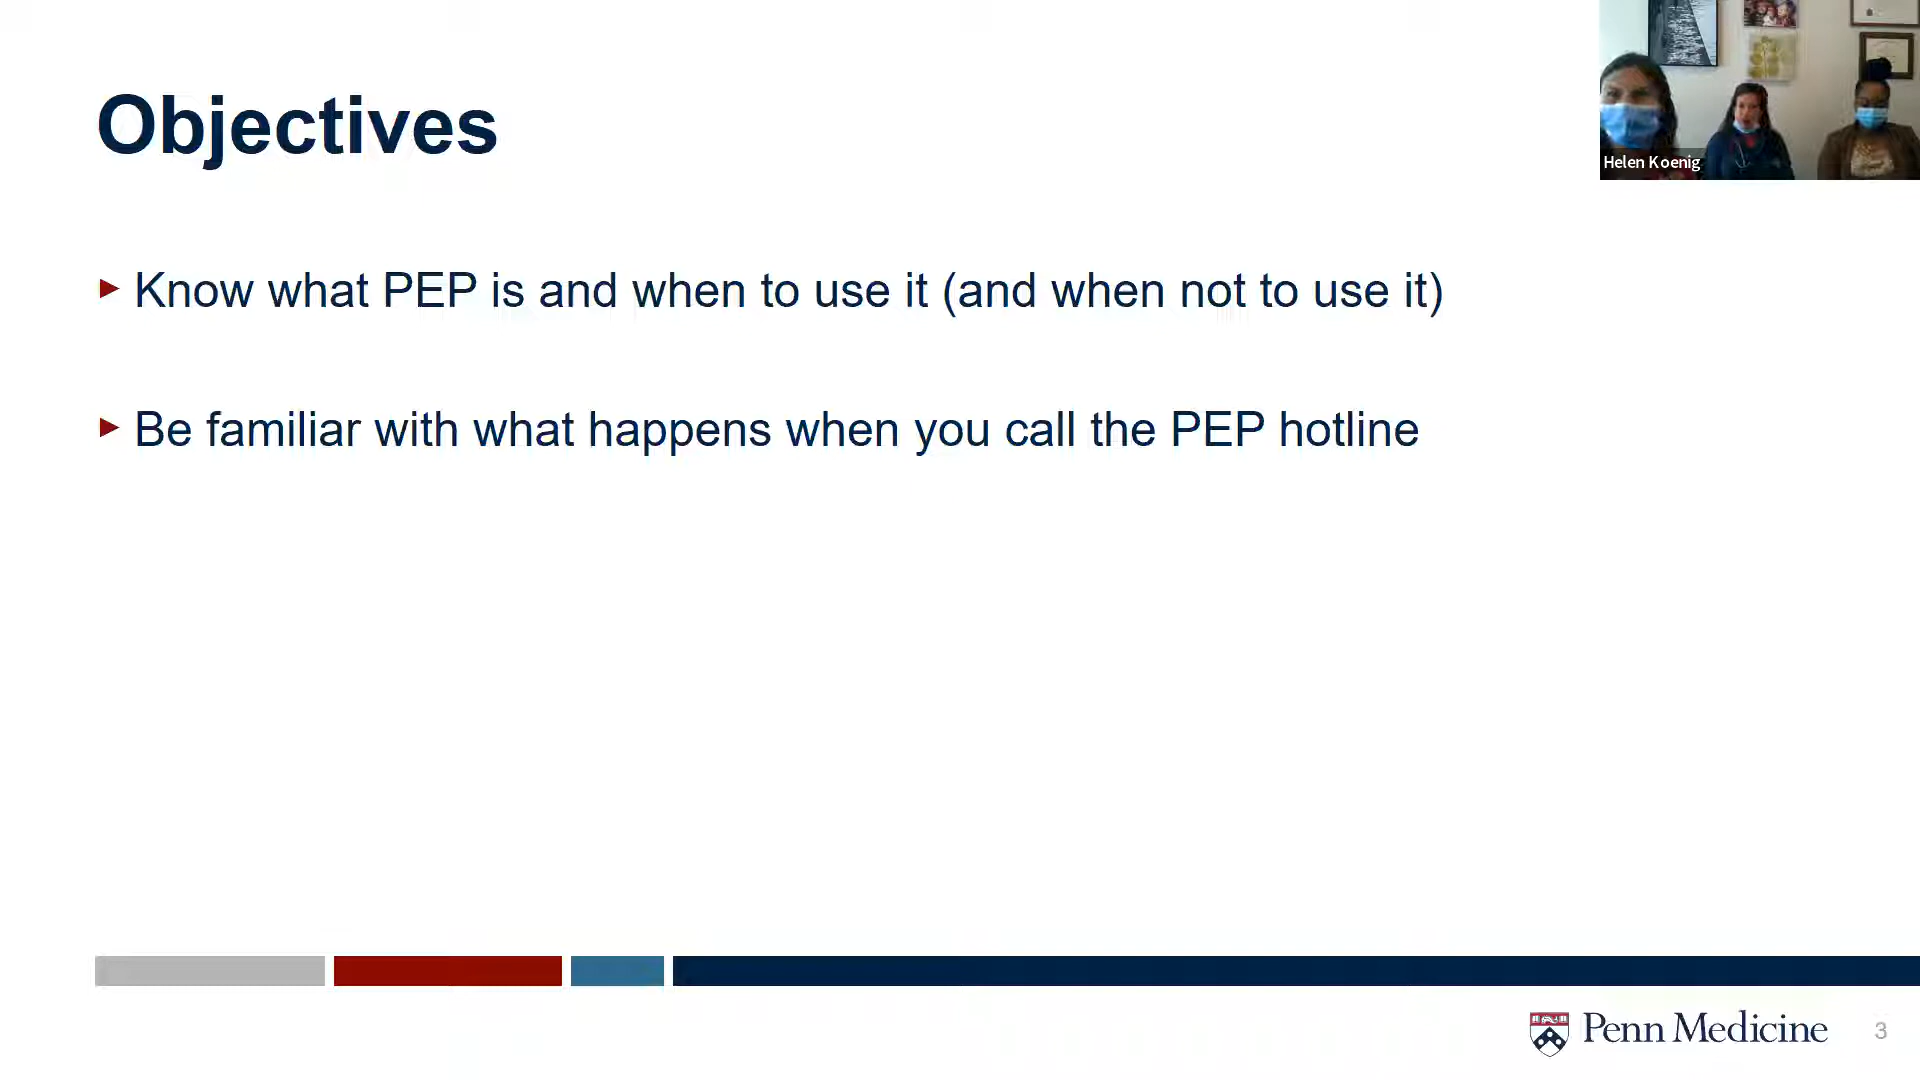 Objectives
Helen Koenig
Know what PEP is and when to use it (and when not to use it)
Be familiar with what happens when you call the PEP hotline
Penn Medicine
3